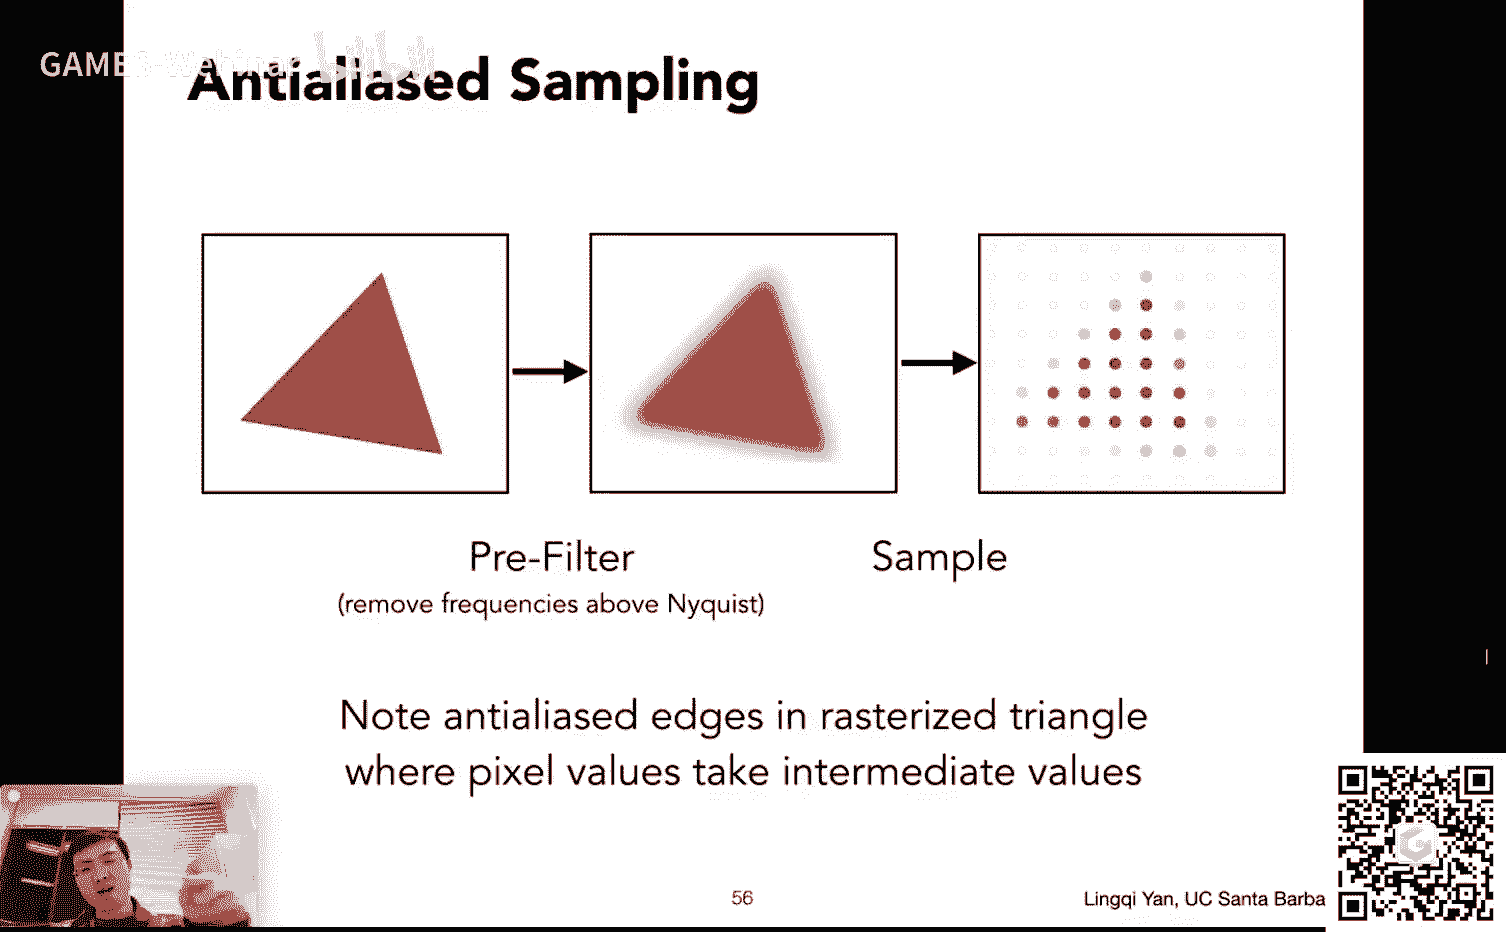 GAMES-Webinar bilibili
Antialiased Sampling
Pre-Filter
Sample
(remove frequencies above Nyquist)
Note antialiased edges in rasterized triangle
where pixel values take intermediate values
56
Lingqi Yan, UC Santa Barba